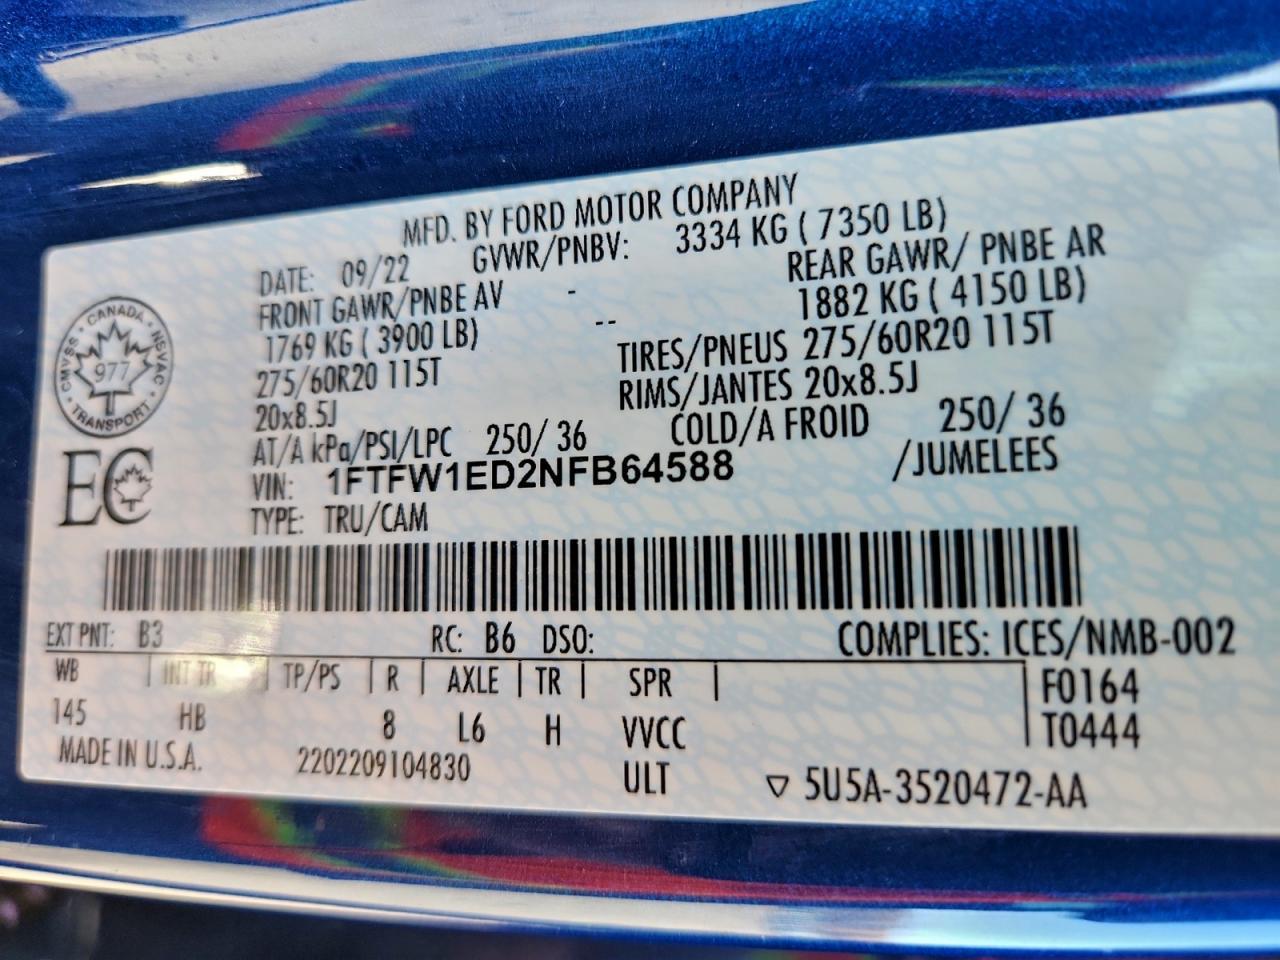 MFD. BY FORD MOTOR COMPANY
DATE: 09/22 GVWR/PNBV: 3334 KG ( 7350 LB)
FRONT GAWR/PNBE AV - REAR GAWR/ PNBE AR
1769 KG ( 3900 LB) -- 1882 KG ( 4150 LB)
275/60R20 115T TIRES/PNEUS 275/60R20 115T
20x8.5J RIMS/JANTES 20x8.5J
AT/A kPa/PSI/LPC 250/ 36 COLD/A FROID 250/ 36
VIN: 1FTFW1ED2NFB64588 /JUMELEES
TYPE: TRU/CAM
CANADA
CMVSS NSVAC
977
TRANSPORT
EC
EXT PNT: B3 RC: B6 DSO: COMPLIES: ICES/NMB-002
WB | INT TR | TP/PS | R | AXLE | TR | SPR | F0164
145 HB 8 L6 H VVCC T0444
MADE IN U.S.A. 2202209104830 ULT ▽ 5U5A-3520472-AA